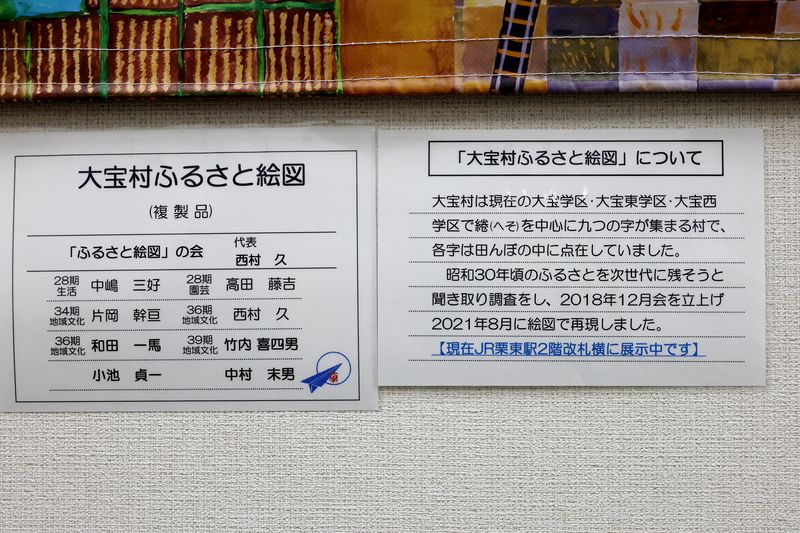 大宝村ふるさと絵図
(複製品)
「ふるさと絵図」の会 代表 西村 久
28期 生活 中嶋 三好 28期 園芸 高田 藤吉
34期 地域文化 片岡 幹亘 36期 地域文化 西村 久
36期 地域文化 和田 一馬 39期 地域文化 竹内 喜四男
小池 貞一 中村 末男
「大宝村ふるさと絵図」について
大宝村は現在の大宝学区・大宝東学区・大宝西
学区で綣(へそ)を中心に九つの字が集まる村で、
各字は田んぼの中に点在していました。
昭和30年頃のふるさとを次世代に残そうと
聞き取り調査をし、2018年12月会を立上げ
2021年8月に絵図で再現しました。
【現在JR栗東駅2階改札横に展示中です】